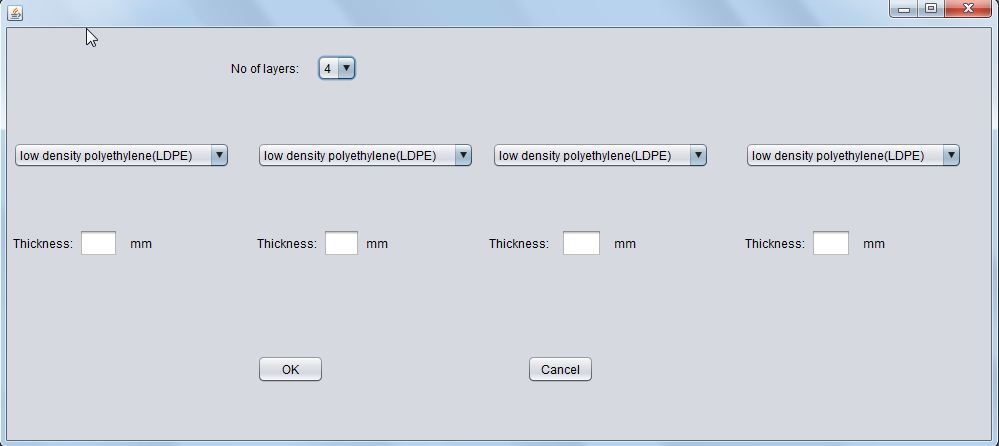 No of layers: 4
low density polyethylene(LDPE) low density polyethylene(LDPE) low density polyethylene(LDPE) low density polyethylene(LDPE)
Thickness: mm Thickness: mm Thickness: mm Thickness: mm
OK Cancel